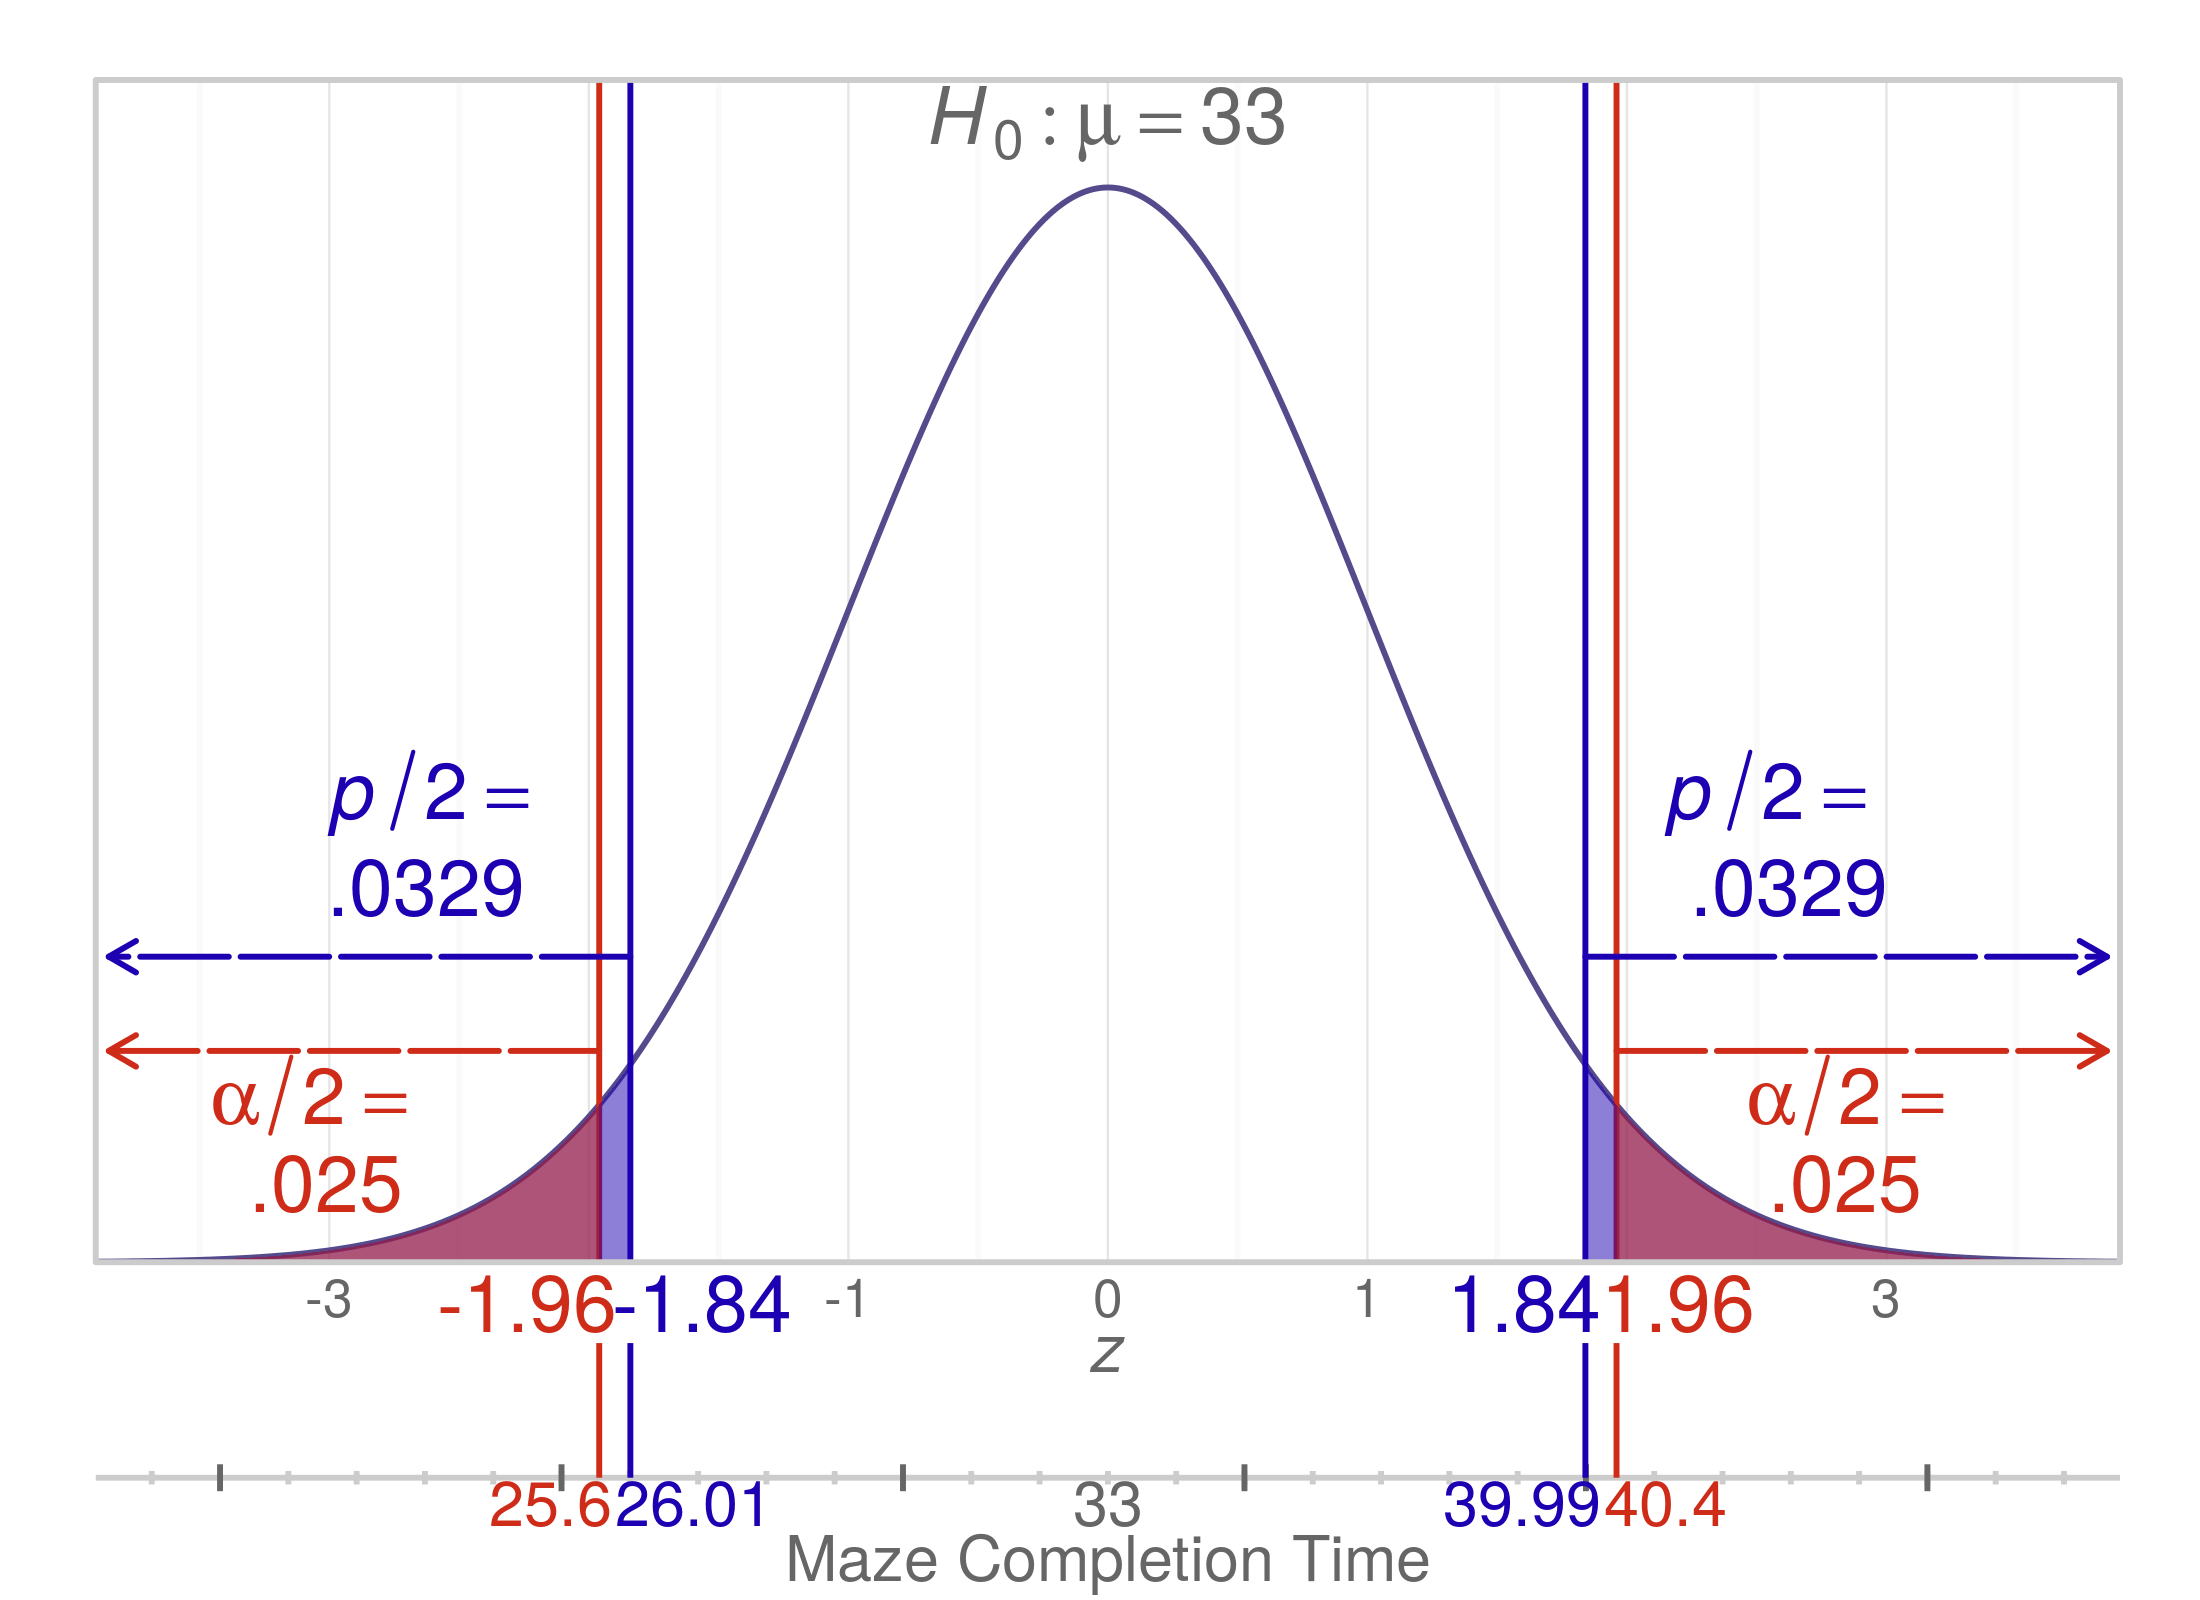 H0 : μ = 33
p/2 =
.0329
p/2 =
.0329
α/2 =
.025
α/2 =
.025
-3 -1.96 -1.84 -1 0 1 1.84 1.96 3
z
25.6 26.01 33 39.99 40.4
Maze Completion Time